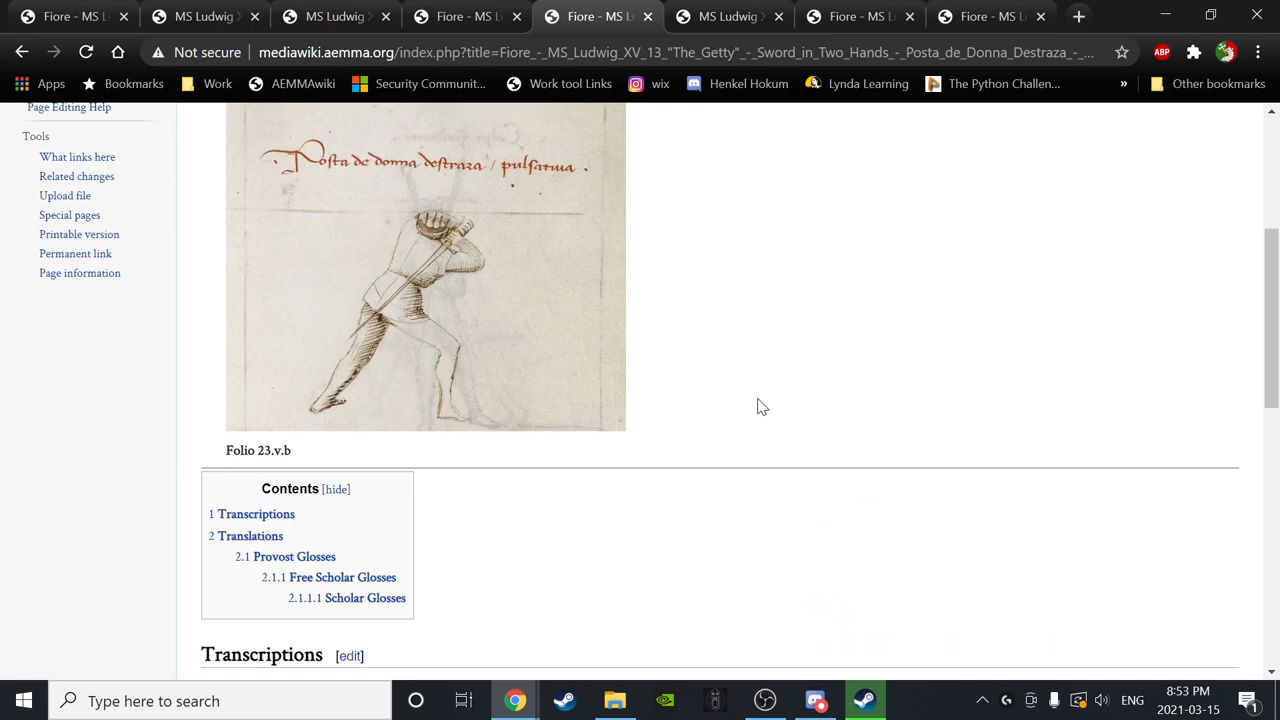 Fiore - MS L
MS Ludwig X
MS Ludwig X
Fiore - MS L
Fiore - MS Lu
MS Ludwig
Fiore - MS L
Fiore - MS L
Not secure
mediawiki.aemma.org/index.php?title=Fiore_-_MS_Ludwig_XV_13_"The_Getty"_-_Sword_in_Two_Hands_-_Posta_de_Donna_Destraza_-_...
ABP
Apps Bookmarks Work AEMMAwiki Security Communit... Work tool Links wix Henkel Hokum Lynda Learning The Python Challen... » Other bookmarks
Page Editing Help
Tools
What links here
Related changes
Upload file
Special pages
Printable version
Permanent link
Page information
Posta de donna destraza / pulsativa .
Folio 23.v.b
Contents [hide]
1 Transcriptions
2 Translations
2.1 Provost Glosses
2.1.1 Free Scholar Glosses
2.1.1.1 Scholar Glosses
Transcriptions [edit]
Type here to search
ENG
8:53 PM
2021-03-15
1